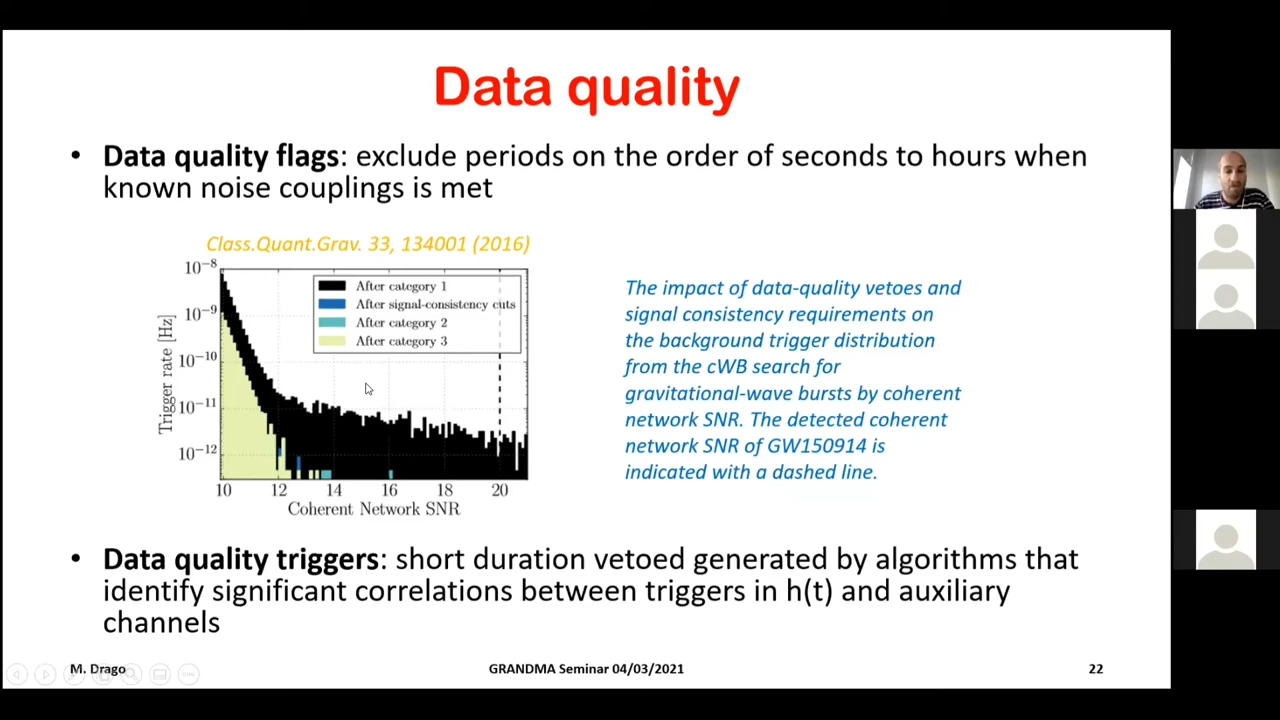 Data quality
• Data quality flags: exclude periods on the order of seconds to hours when
known noise couplings is met
Class.Quant.Grav. 33, 134001 (2016)
10⁻⁸
10⁻⁹
10⁻¹⁰
10⁻¹¹
10⁻¹²
Trigger rate [Hz]
After category 1
After signal-consistency cuts
After category 2
After category 3
10 12 14 16 18 20
Coherent Network SNR
The impact of data-quality vetoes and
signal consistency requirements on
the background trigger distribution
from the cWB search for
gravitational-wave bursts by coherent
network SNR. The detected coherent
network SNR of GW150914 is
indicated with a dashed line.
• Data quality triggers: short duration vetoed generated by algorithms that
identify significant correlations between triggers in h(t) and auxiliary
channels
M. Drago GRANDMA Seminar 04/03/2021 22